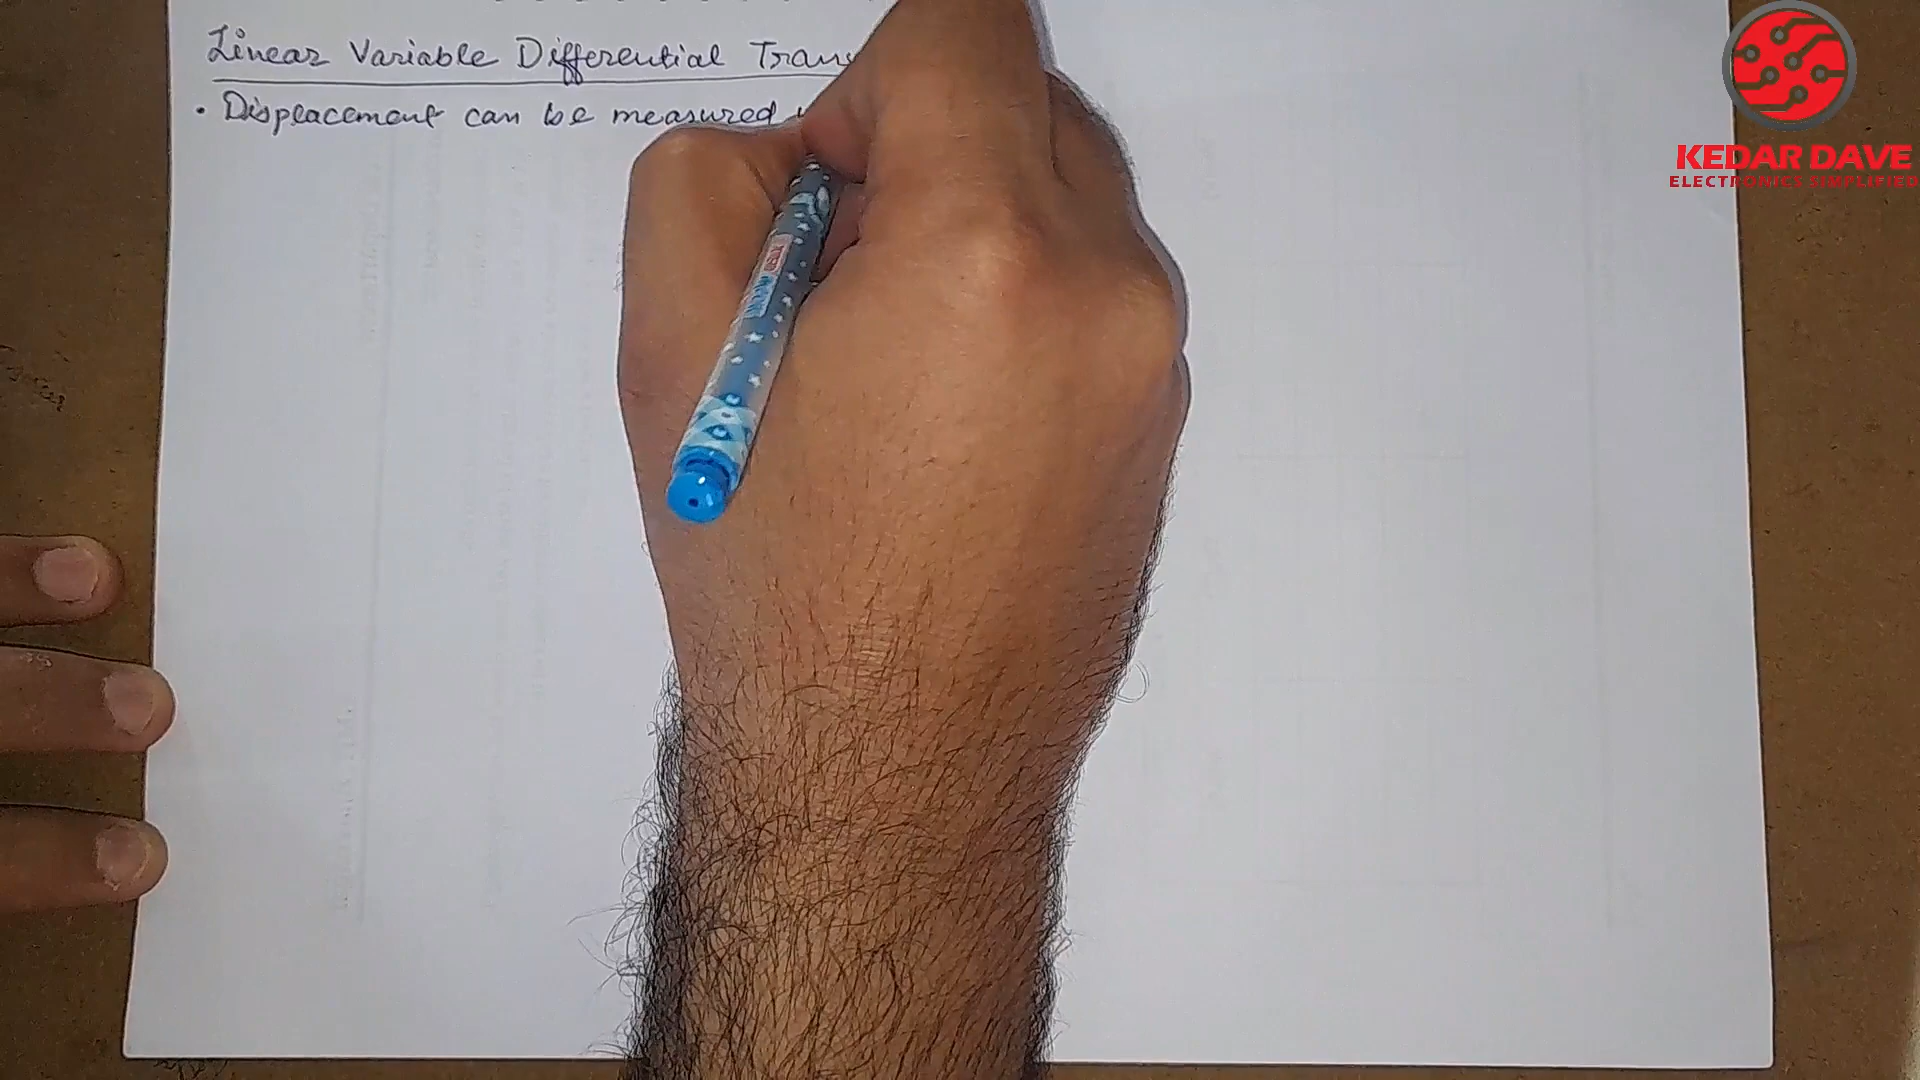 Linear Variable Differential Trans
• Displacement can be measured
KEDAR DAVE
ELECTRONICS SIMPLIFIED